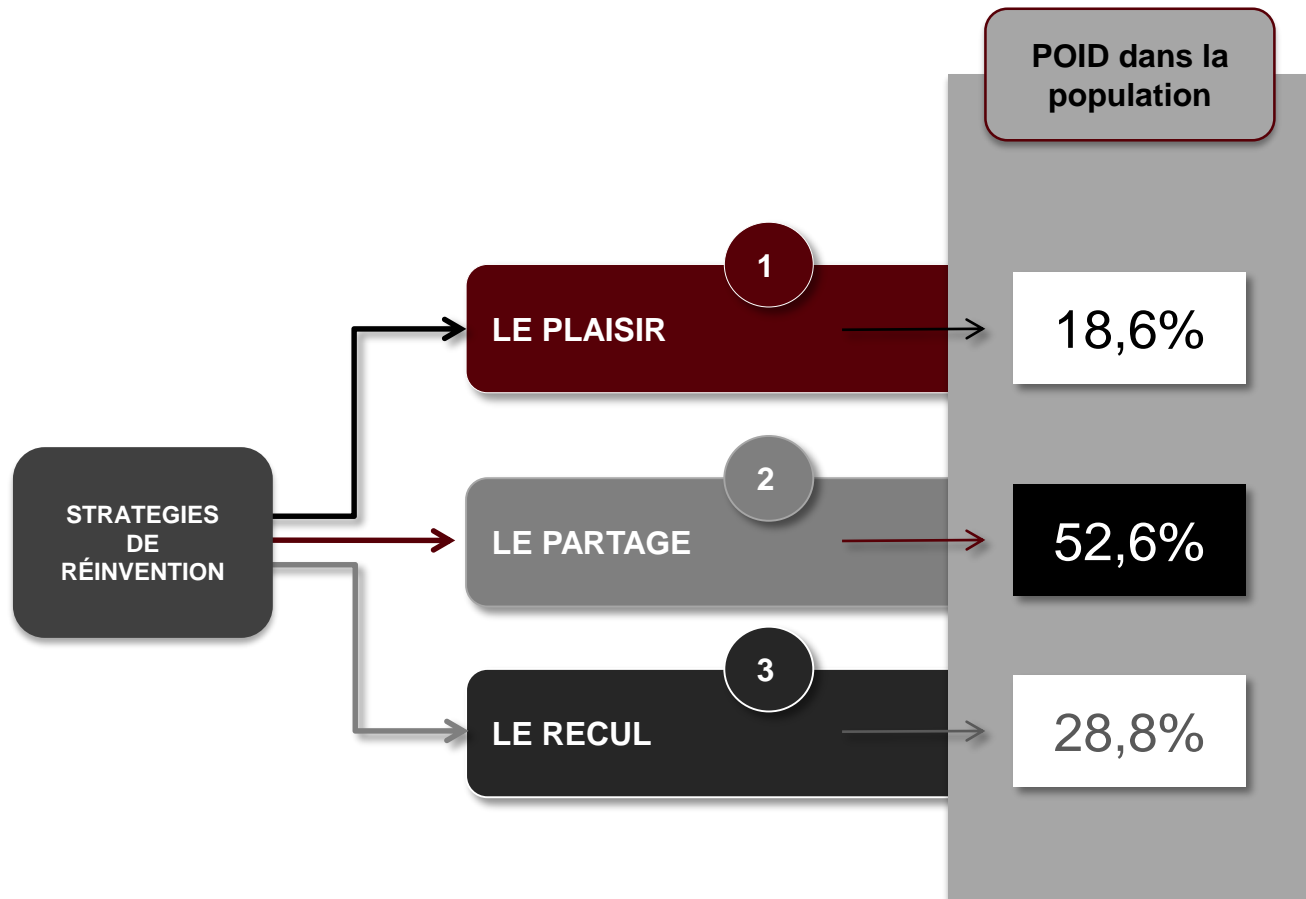 POID dans la
population
1
LE PLAISIR
18,6%
STRATEGIES
DE
RÉINVENTION
2
LE PARTAGE
52,6%
3
LE RECUL
28,8%